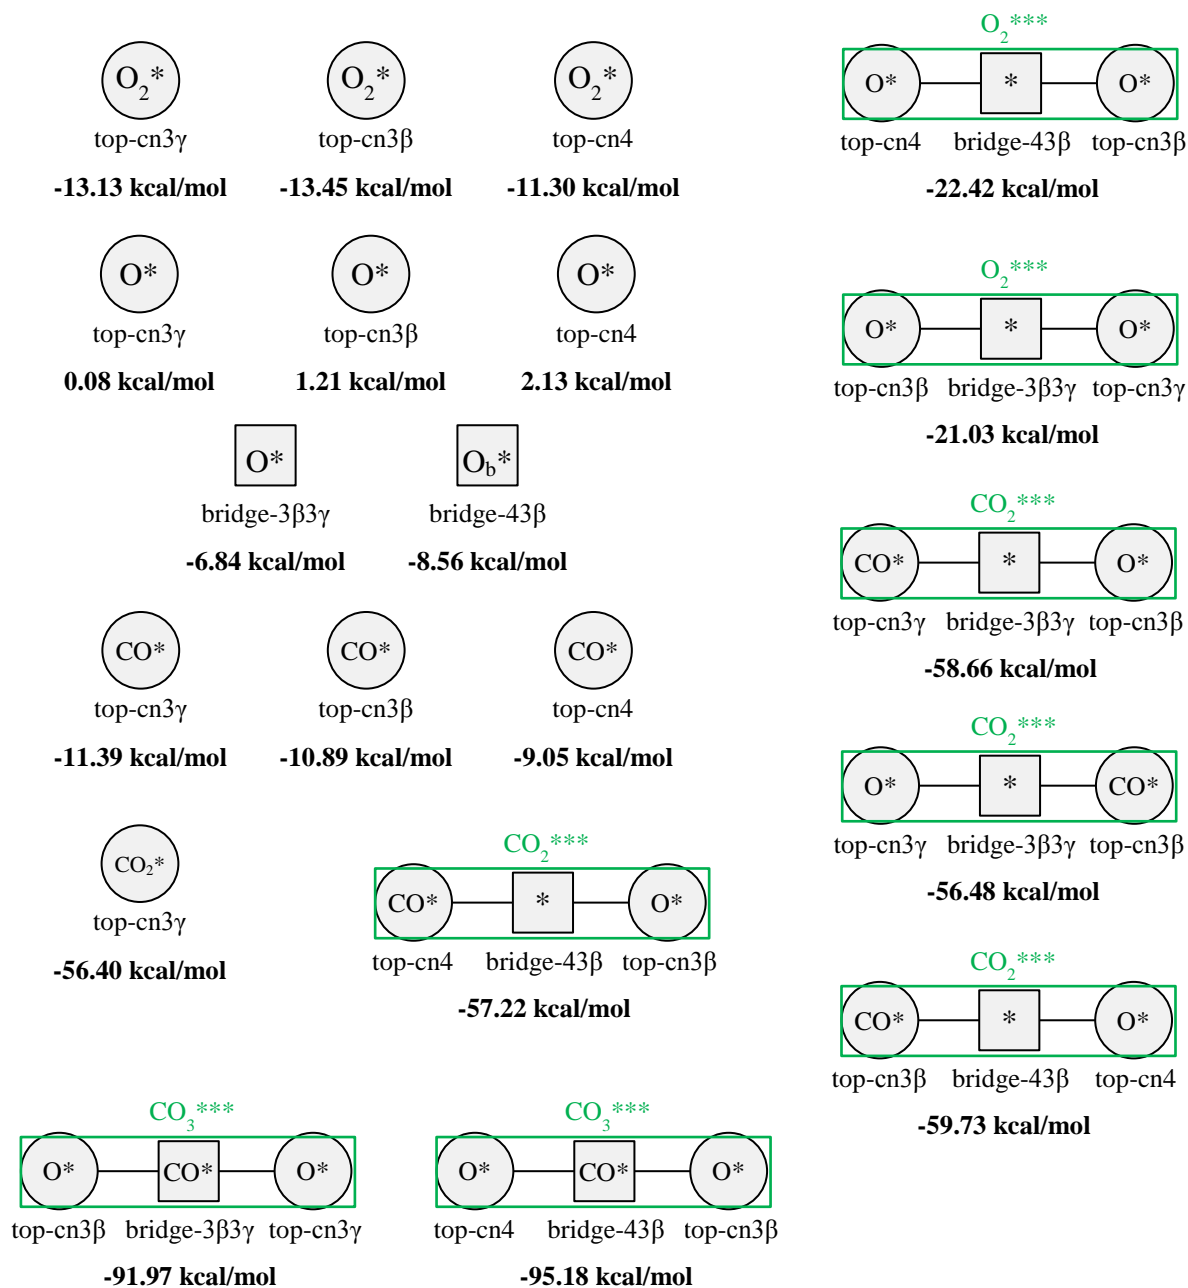 O₂* O₂* O₂*
top-cn3γ top-cn3β top-cn4
-13.13 kcal/mol -13.45 kcal/mol -11.30 kcal/mol
O₂***
O* * O*
top-cn4 bridge-43β top-cn3β
-22.42 kcal/mol
O* O* O*
top-cn3γ top-cn3β top-cn4
0.08 kcal/mol 1.21 kcal/mol 2.13 kcal/mol
O₂***
O* * O*
top-cn3β bridge-3β3γ top-cn3γ
-21.03 kcal/mol
O* O_b*
bridge-3β3γ bridge-43β
-6.84 kcal/mol -8.56 kcal/mol
CO₂***
CO* * O*
top-cn3γ bridge-3β3γ top-cn3β
-58.66 kcal/mol
CO* CO* CO*
top-cn3γ top-cn3β top-cn4
-11.39 kcal/mol -10.89 kcal/mol -9.05 kcal/mol
CO₂***
O* * CO*
top-cn3γ bridge-3β3γ top-cn3β
-56.48 kcal/mol
CO₂*
top-cn3γ
-56.40 kcal/mol
CO₂***
CO* * O*
top-cn4 bridge-43β top-cn3β
-57.22 kcal/mol
CO₂***
CO* * O*
top-cn3β bridge-43β top-cn4
-59.73 kcal/mol
CO₃***
O* CO* O*
top-cn3β bridge-3β3γ top-cn3γ
-91.97 kcal/mol
CO₃***
O* CO* O*
top-cn4 bridge-43β top-cn3β
-95.18 kcal/mol